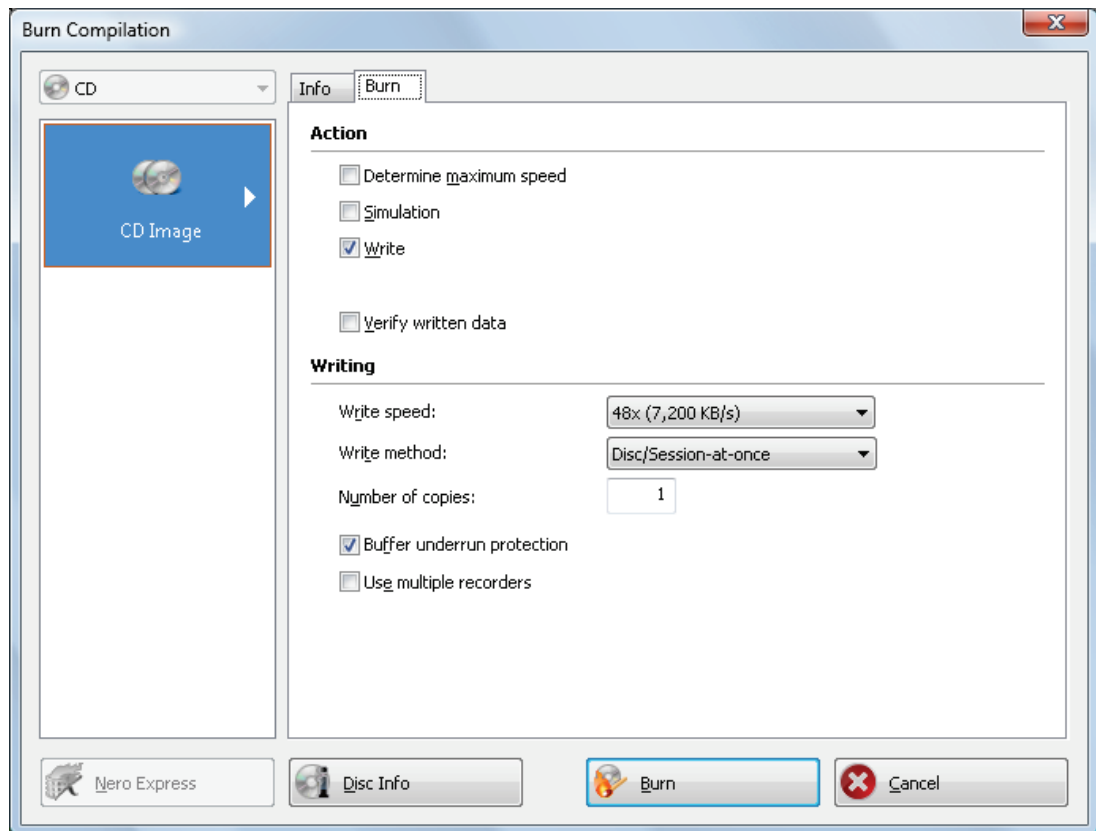 Burn Compilation
CD
CD Image
Info
Burn
Action
Determine maximum speed
Simulation
Write
Verify written data
Writing
Write speed:
48x (7,200 KB/s)
Write method:
Disc/Session-at-once
Number of copies:
1
Buffer underrun protection
Use multiple recorders
Nero Express
Disc Info
Burn
Cancel